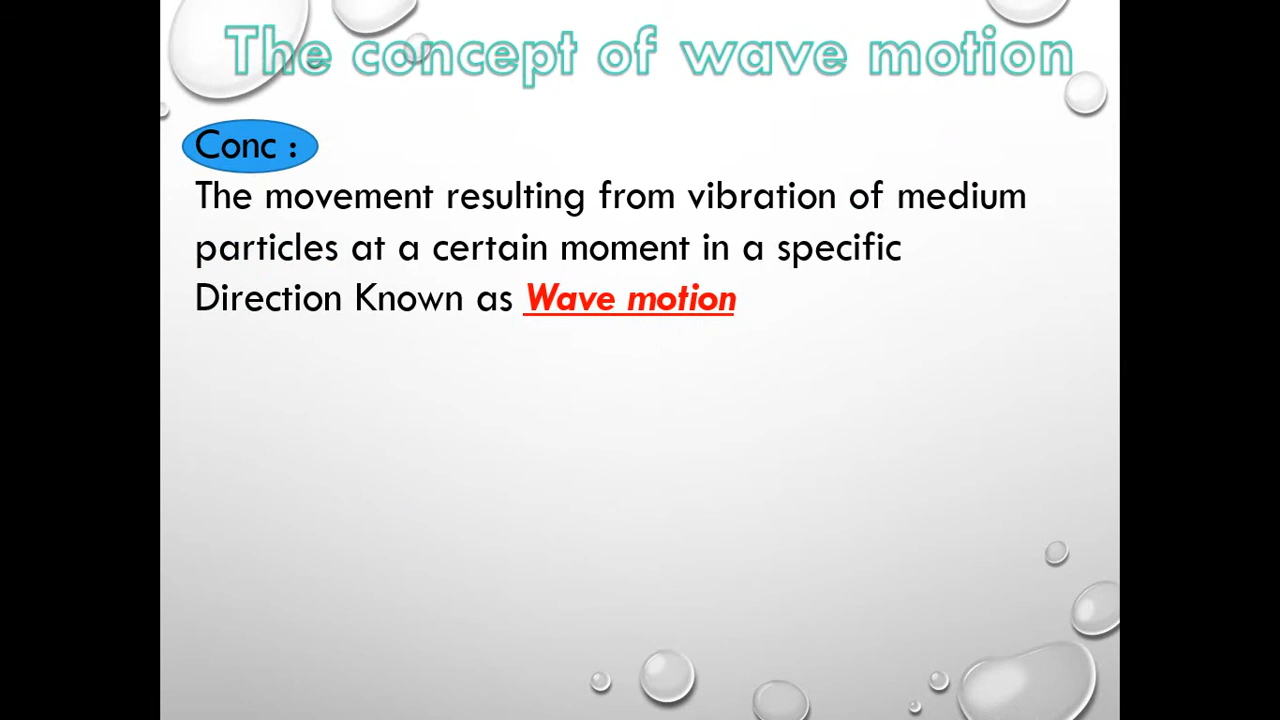 The concept of wave motion
Conc :
The movement resulting from vibration of medium
particles at a certain moment in a specific
Direction Known as Wave motion